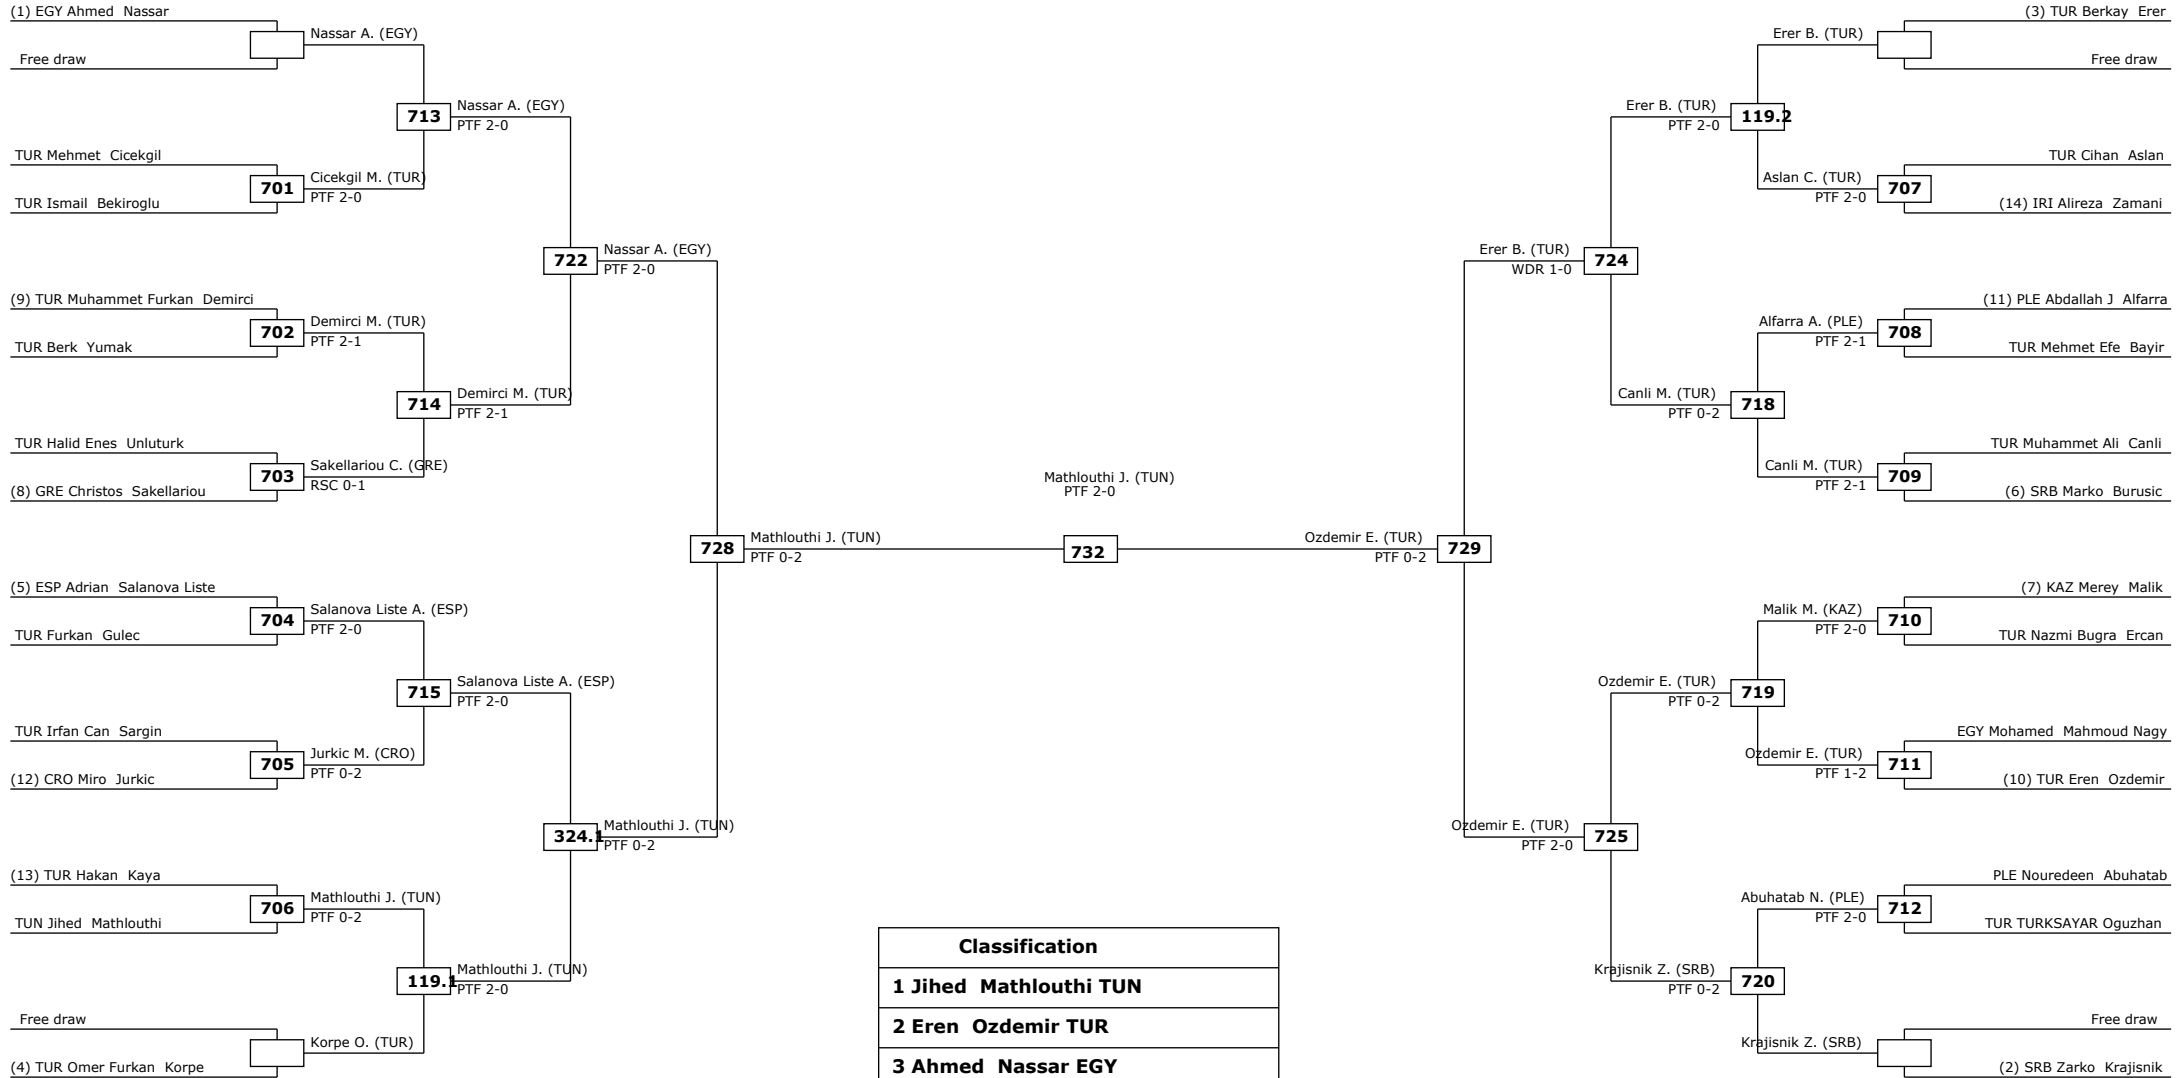 (1) EGY Ahmed  Nassar
Nassar A. (EGY)
Free draw
713
Nassar A. (EGY)
PTF 2-0
TUR Mehmet  Cicekgil
701
Cicekgil M. (TUR)
PTF 2-0
TUR Ismail  Bekiroglu
722
Nassar A. (EGY)
PTF 2-0
(9) TUR Muhammet Furkan  Demirci
702
Demirci M. (TUR)
PTF 2-1
TUR Berk  Yumak
714
Demirci M. (TUR)
PTF 2-1
TUR Halid Enes  Unluturk
703
Sakellariou C. (GRE)
RSC 0-1
(8) GRE Christos  Sakellariou
728
Mathlouthi J. (TUN)
PTF 0-2
(5) ESP Adrian  Salanova Liste
704
Salanova Liste A. (ESP)
PTF 2-0
TUR Furkan  Gulec
715
Salanova Liste A. (ESP)
PTF 2-0
TUR Irfan Can  Sargin
705
Jurkic M. (CRO)
PTF 0-2
(12) CRO Miro  Jurkic
324.1
Mathlouthi J. (TUN)
PTF 0-2
(13) TUR Hakan  Kaya
706
Mathlouthi J. (TUN)
PTF 0-2
TUN Jihed  Mathlouthi
119.1
Mathlouthi J. (TUN)
PTF 2-0
Free draw
Korpe O. (TUR)
(4) TUR Omer Furkan  Korpe
Mathlouthi J. (TUN)
PTF 2-0
732
Classification
1 Jihed  Mathlouthi TUN
2 Eren  Ozdemir TUR
3 Ahmed  Nassar EGY
(3) TUR Berkay  Erer
Erer B. (TUR)
Free draw
Erer B. (TUR)
PTF 2-0
119.2
TUR Cihan  Aslan
Aslan C. (TUR)
PTF 2-0
707
(14) IRI Alireza  Zamani
Erer B. (TUR)
WDR 1-0
724
(11) PLE Abdallah J  Alfarra
Alfarra A. (PLE)
PTF 2-1
708
TUR Mehmet Efe  Bayir
Canli M. (TUR)
PTF 0-2
718
TUR Muhammet Ali  Canli
Canli M. (TUR)
PTF 2-1
709
(6) SRB Marko  Burusic
Ozdemir E. (TUR)
PTF 0-2
729
(7) KAZ Merey  Malik
Malik M. (KAZ)
PTF 2-0
710
TUR Nazmi Bugra  Ercan
Ozdemir E. (TUR)
PTF 0-2
719
EGY Mohamed  Mahmoud Nagy
Ozdemir E. (TUR)
PTF 1-2
711
(10) TUR Eren  Ozdemir
Ozdemir E. (TUR)
PTF 2-0
725
PLE Nouredeen  Abuhatab
Abuhatab N. (PLE)
PTF 2-0
712
TUR TURKSAYAR Oguzhan
Krajisnik Z. (SRB)
PTF 0-2
720
Free draw
Krajisnik Z. (SRB)
(2) SRB Zarko  Krajisnik